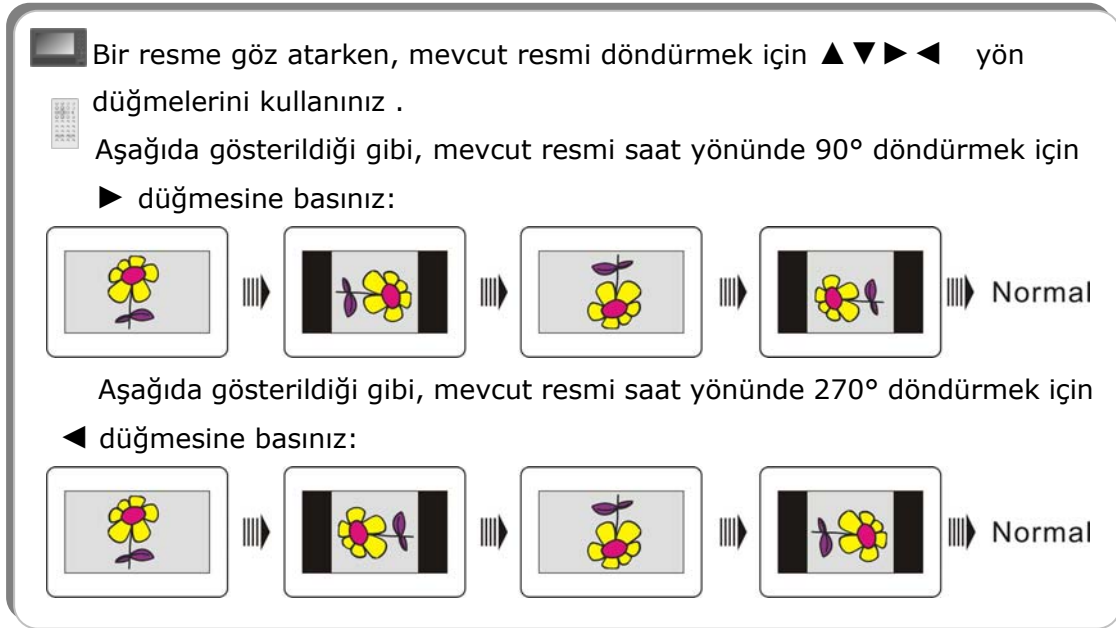 Bir resme göz atarken, mevcut resmi döndürmek için ▲▼►◄ yön
düğmelerini kullanınız .
Aşağıda gösterildiği gibi, mevcut resmi saat yönünde 90° döndürmek için
► düğmesine basınız:
Normal
Aşağıda gösterildiği gibi, mevcut resmi saat yönünde 270° döndürmek için
◄ düğmesine basınız:
Normal